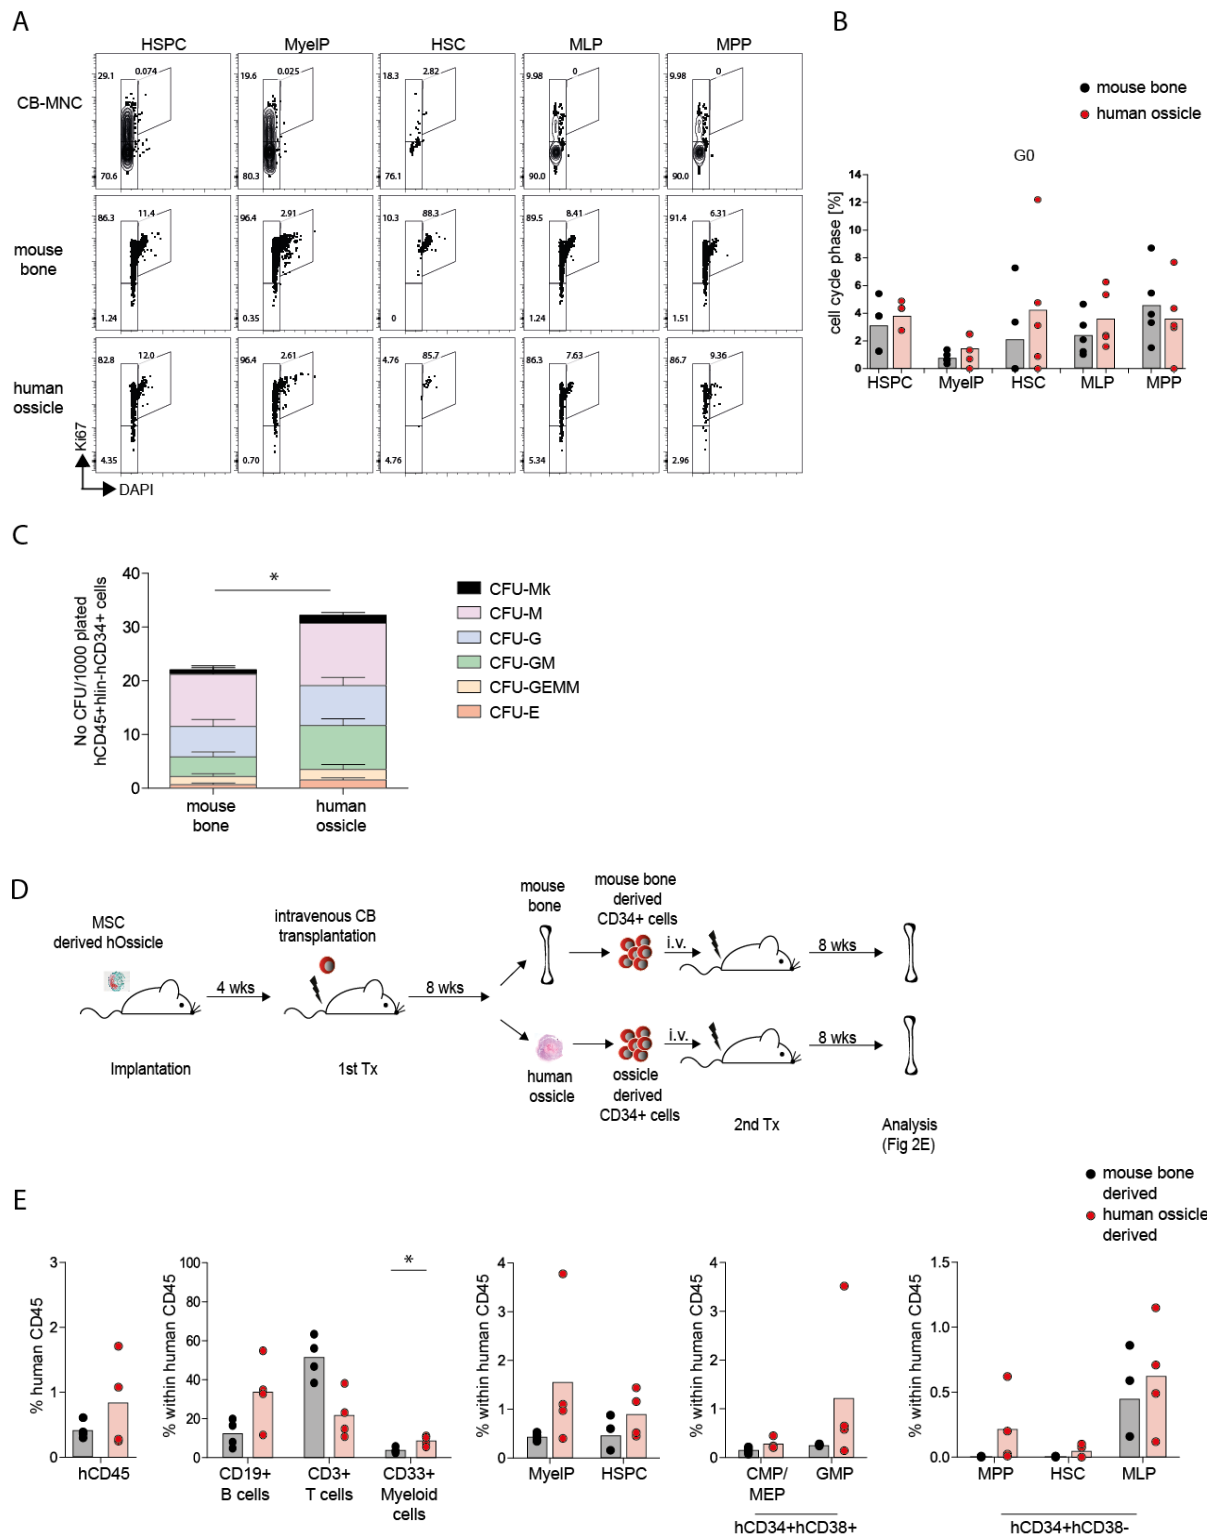 A
HSPC
MyelP
HSC
MLP
MPP
CB-MNC
29.1
0.074
70.6
19.6
0.025
80.3
18.3
2.82
76.1
9.98
0
90.0
9.98
0
90.0
mouse
bone
86.3
11.4
1.24
96.4
2.91
0.35
10.3
88.3
0
89.5
8.41
1.24
91.4
6.31
1.51
human
ossicle
82.8
12.0
4.35
96.4
2.61
0.70
4.76
85.7
4.76
86.3
7.63
5.34
86.7
9.36
2.96
Ki67
DAPI
B
mouse bone
human ossicle
G0
cell cycle phase [%]
14
12
10
8
6
4
2
0
HSPC
MyelP
HSC
MLP
MPP
C
No CFU/1000 plated
hCD45+hlin-hCD34+ cells
40
30
20
10
0
*
mouse
bone
human
ossicle
CFU-Mk
CFU-M
CFU-G
CFU-GM
CFU-GEMM
CFU-E
D
MSC
derived hOssicle
Implantation
4 wks
intravenous CB
transplantation
1st Tx
8 wks
mouse
bone
mouse bone
derived
CD34+ cells
i.v.
8 wks
human
ossicle
ossicle
derived
CD34+ cells
i.v.
2nd Tx
8 wks
Analysis
(Fig 2E)
E
mouse bone
derived
human ossicle
derived
% human CD45
3
2
1
0
hCD45
% within human CD45
100
80
60
40
20
0
*
CD19+
B cells
CD3+
T cells
CD33+
Myeloid
cells
% within human CD45
4
3
2
1
0
MyelP
HSPC
% within human CD45
4
3
2
1
0
CMP/
MEP
GMP
hCD34+hCD38+
% within human CD45
1.5
1.0
0.5
0.0
MPP
HSC
MLP
hCD34+hCD38-